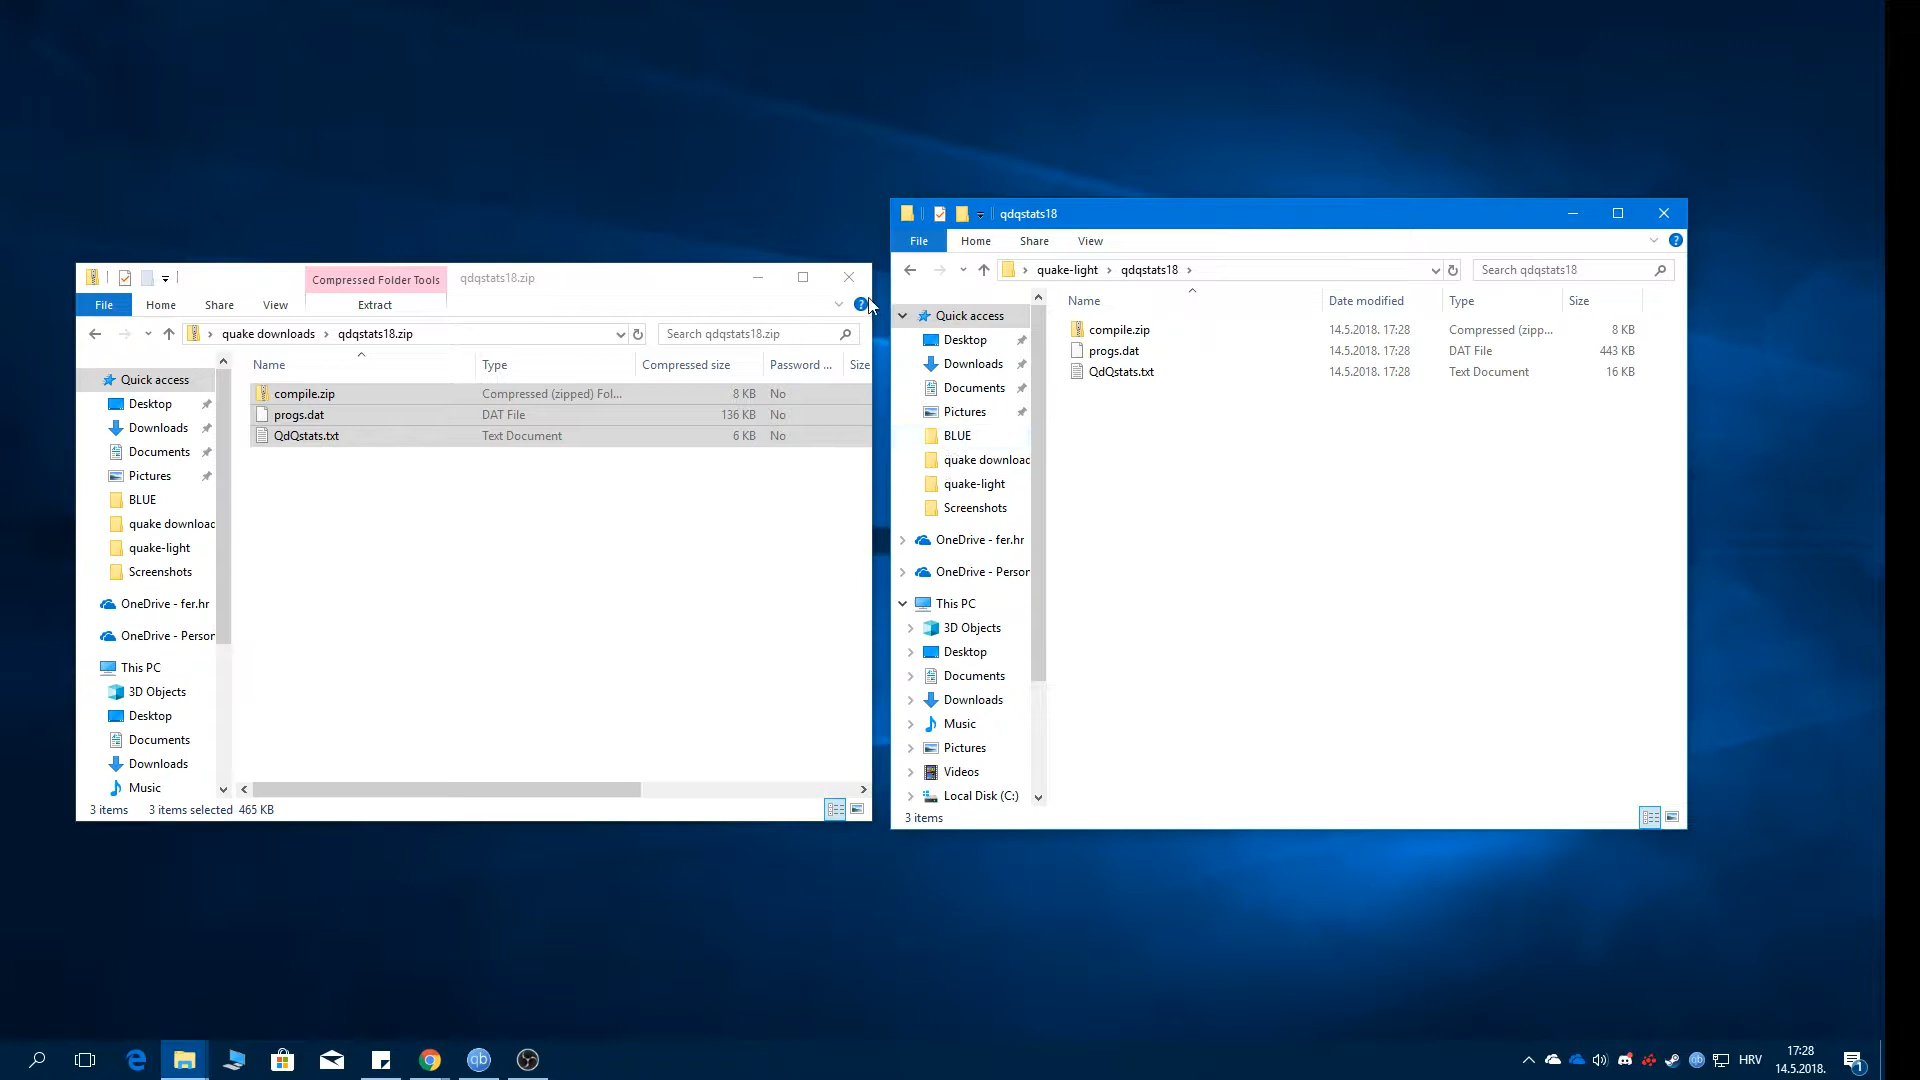 Compressed Folder Tools
qdqstats18.zip
File
Home
Share
View
Extract
quake downloads
qdqstats18.zip
Search qdqstats18.zip
Name
Type
Compressed size
Password ...
Size
compile.zip
Compressed (zipped) Fol...
8 KB
No
progs.dat
DAT File
136 KB
No
QdQstats.txt
Text Document
6 KB
No
Quick access
Desktop
Downloads
Documents
Pictures
BLUE
quake download
quake-light
Screenshots
OneDrive - fer.hr
OneDrive - Person
This PC
3D Objects
Desktop
Documents
Downloads
Music
3 items
3 items selected 465 KB
qdqstats18
File
Home
Share
View
quake-light
qdqstats18
Search qdqstats18
Name
Date modified
Type
Size
compile.zip
14.5.2018. 17:28
Compressed (zipp...
8 KB
progs.dat
14.5.2018. 17:28
DAT File
443 KB
QdQstats.txt
14.5.2018. 17:28
Text Document
16 KB
Quick access
Desktop
Downloads
Documents
Pictures
BLUE
quake download
quake-light
Screenshots
OneDrive - fer.hr
OneDrive - Person
This PC
3D Objects
Desktop
Documents
Downloads
Music
Pictures
Videos
Local Disk (C:)
3 items
qb
qb
HRV
17:28
14.5.2018.
1